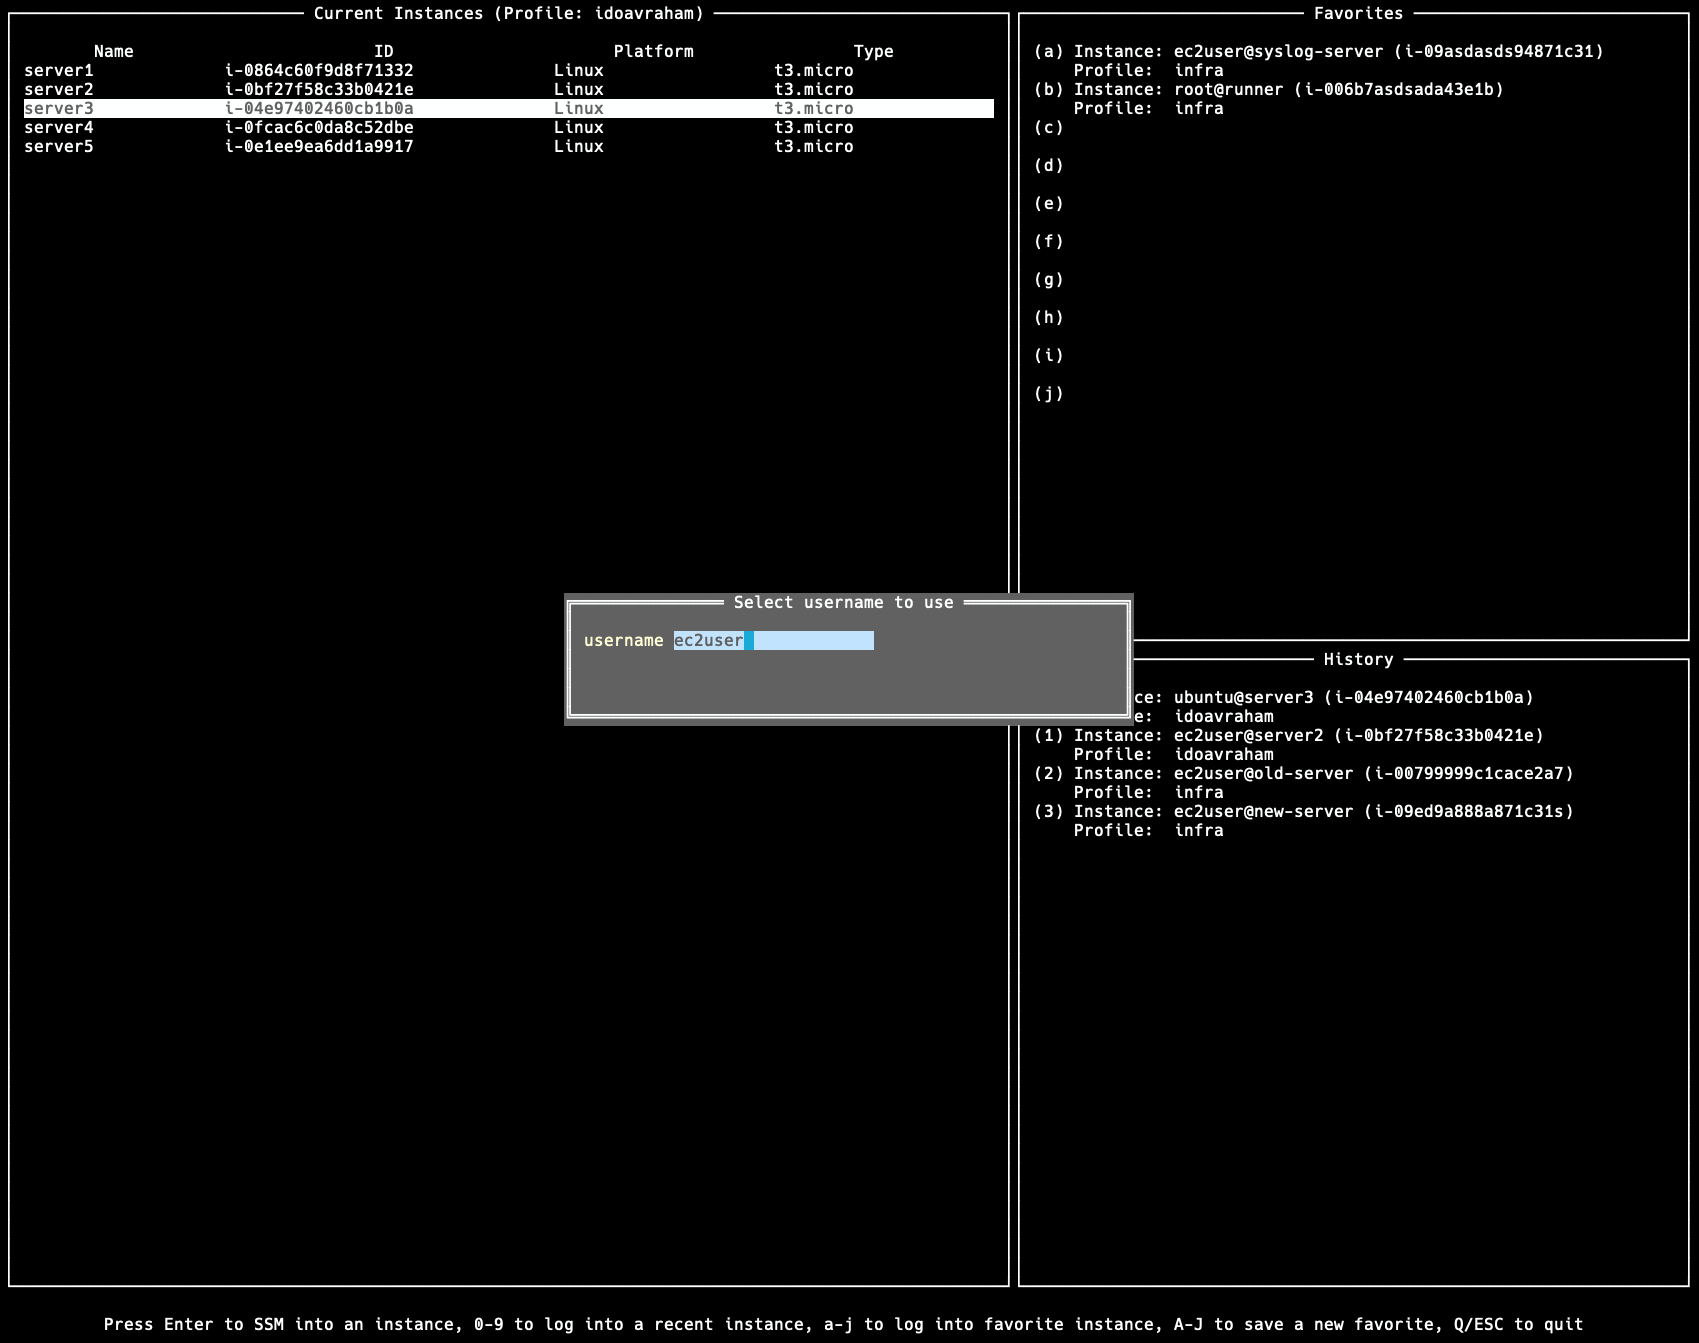 Current Instances (Profile: idoavraham)
Name ID Platform Type
server1 i-0864c60f9d8f71332 Linux t3.micro
server2 i-0bf27f58c33b0421e Linux t3.micro
server3 i-04e97402460cb1b0a Linux t3.micro
server4 i-0fcac6c0da8c52dbe Linux t3.micro
server5 i-0e1ee9ea6dd1a9917 Linux t3.micro
Favorites
(a) Instance: ec2user@syslog-server (i-09asdasds94871c31)
Profile: infra
(b) Instance: root@runner (i-006b7asdsada43e1b)
Profile: infra
(c)
(d)
(e)
(f)
(g)
(h)
(i)
(j)
Select username to use
username ec2user
History
ce: ubuntu@server3 (i-04e97402460cb1b0a)
e: idoavraham
(1) Instance: ec2user@server2 (i-0bf27f58c33b0421e)
Profile: idoavraham
(2) Instance: ec2user@old-server (i-00799999c1cace2a7)
Profile: infra
(3) Instance: ec2user@new-server (i-09ed9a888a871c31s)
Profile: infra
Press Enter to SSM into an instance, 0-9 to log into a recent instance, a-j to log into favorite instance, A-J to save a new favorite, Q/ESC to quit